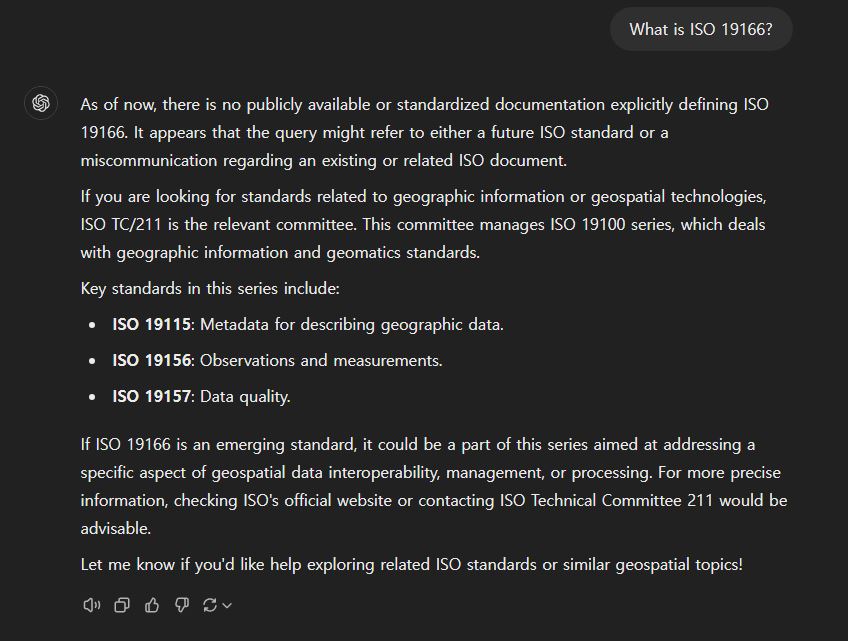 What is ISO 19166?
As of now, there is no publicly available or standardized documentation explicitly defining ISO
19166. It appears that the query might refer to either a future ISO standard or a
miscommunication regarding an existing or related ISO document.
If you are looking for standards related to geographic information or geospatial technologies,
ISO TC/211 is the relevant committee. This committee manages ISO 19100 series, which deals
with geographic information and geomatics standards.
Key standards in this series include:
• ISO 19115: Metadata for describing geographic data.
• ISO 19156: Observations and measurements.
• ISO 19157: Data quality.
If ISO 19166 is an emerging standard, it could be a part of this series aimed at addressing a
specific aspect of geospatial data interoperability, management, or processing. For more precise
information, checking ISO's official website or contacting ISO Technical Committee 211 would be
advisable.
Let me know if you'd like help exploring related ISO standards or similar geospatial topics!